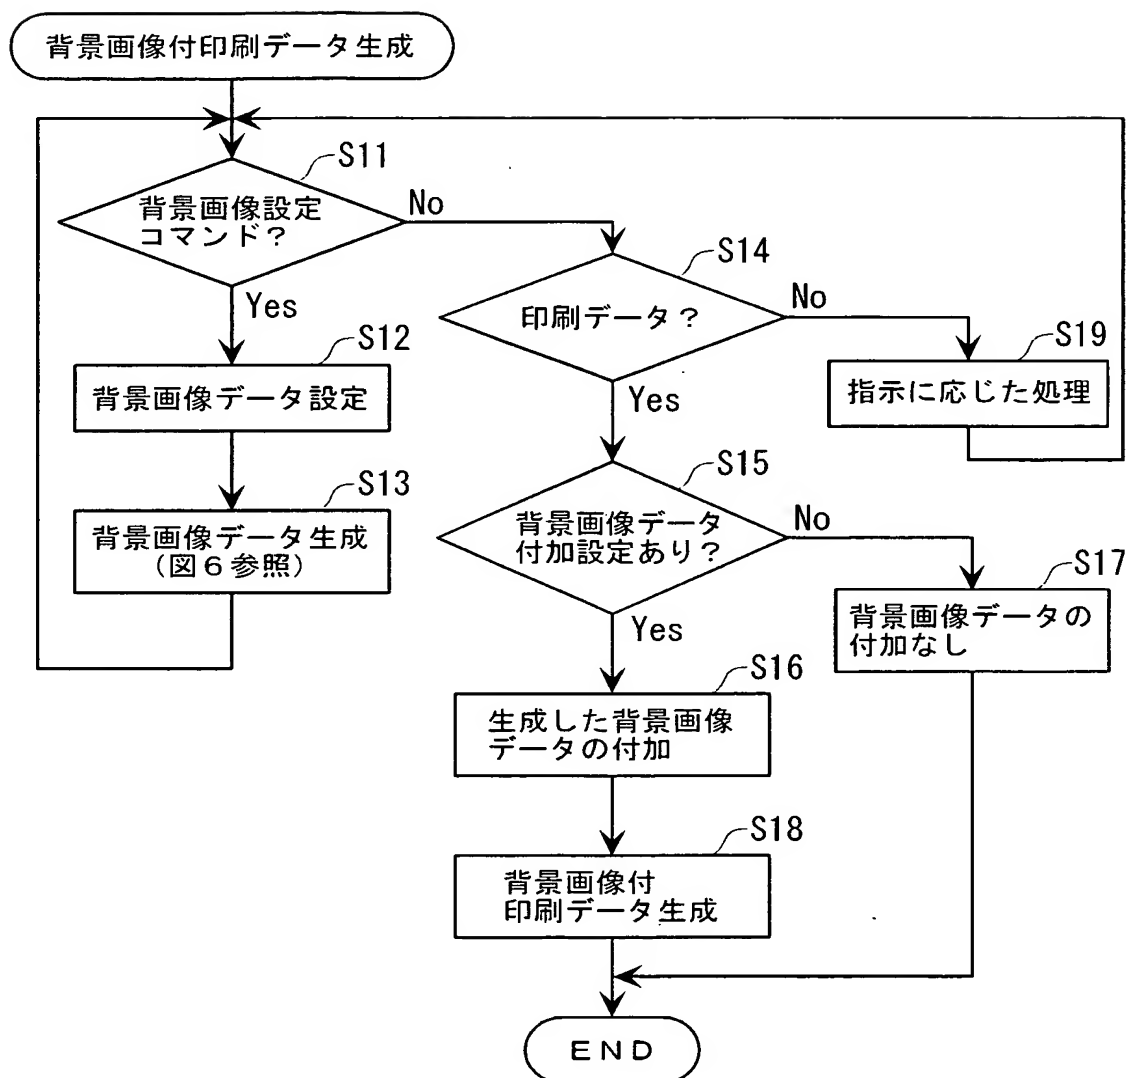 背景画像付印刷データ生成
S11
背景画像設定
コマンド?
No
Yes
S12
背景画像データ設定
S13
背景画像データ生成
(図6参照)
S14
印刷データ?
No
Yes
S19
指示に応じた処理
S15
背景画像データ
付加設定あり?
No
Yes
S17
背景画像データの
付加なし
S16
生成した背景画像
データの付加
S18
背景画像付
印刷データ生成
END